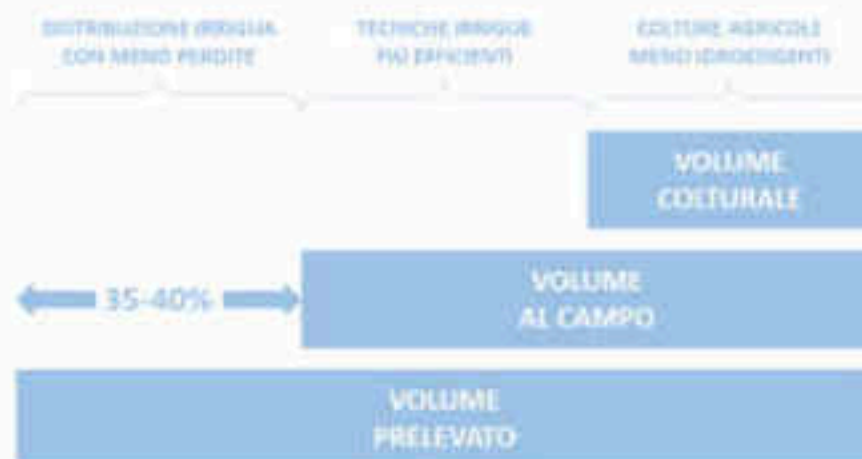 DISTRIBUZIONE IRRIGUA
CON MENO PERDITE
TECNICHE IRRIGUE
PIÙ EFFICIENTI
COLTURE AGRICOLE
MENO IDROESIGENTI
VOLUME
COLTURALE
35-40%
VOLUME
AL CAMPO
VOLUME
PRELEVATO